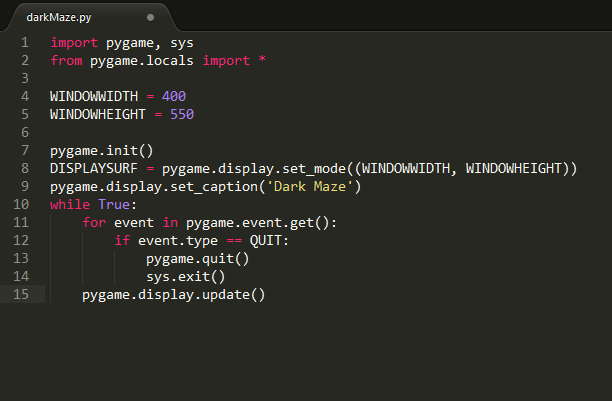 darkMaze.py
1 import pygame, sys
2 from pygame.locals import *
3
4 WINDOWWIDTH = 400
5 WINDOWHEIGHT = 550
6
7 pygame.init()
8 DISPLAYSURF = pygame.display.set_mode((WINDOWWIDTH, WINDOWHEIGHT))
9 pygame.display.set_caption('Dark Maze')
10 while True:
11     for event in pygame.event.get():
12         if event.type == QUIT:
13             pygame.quit()
14             sys.exit()
15     pygame.display.update()